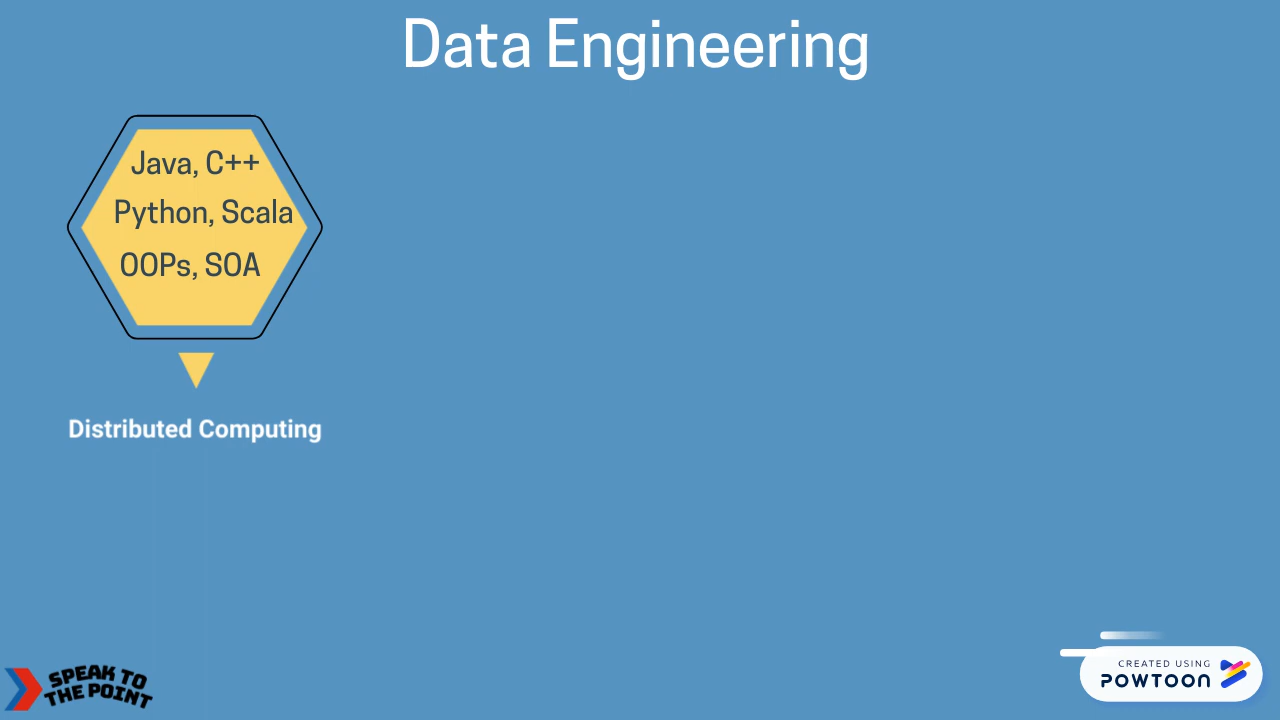 Data Engineering
Java, C++
Python, Scala
OOPs, SOA
Distributed Computing
SPEAK TO
THE POINT
CREATED USING
POWTOON